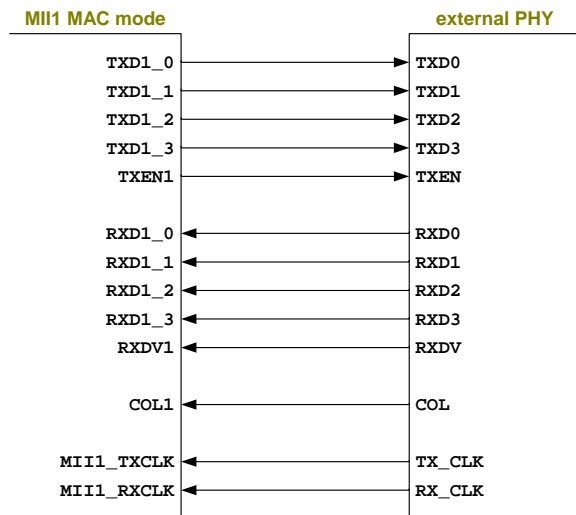 MII1 MAC mode external PHY
TXD1_0 TXD0
TXD1_1 TXD1
TXD1_2 TXD2
TXD1_3 TXD3
TXEN1 TXEN
RXD1_0 RXD0
RXD1_1 RXD1
RXD1_2 RXD2
RXD1_3 RXD3
RXDV1 RXDV
COL1 COL
MII1_TXCLK TX_CLK
MII1_RXCLK RX_CLK